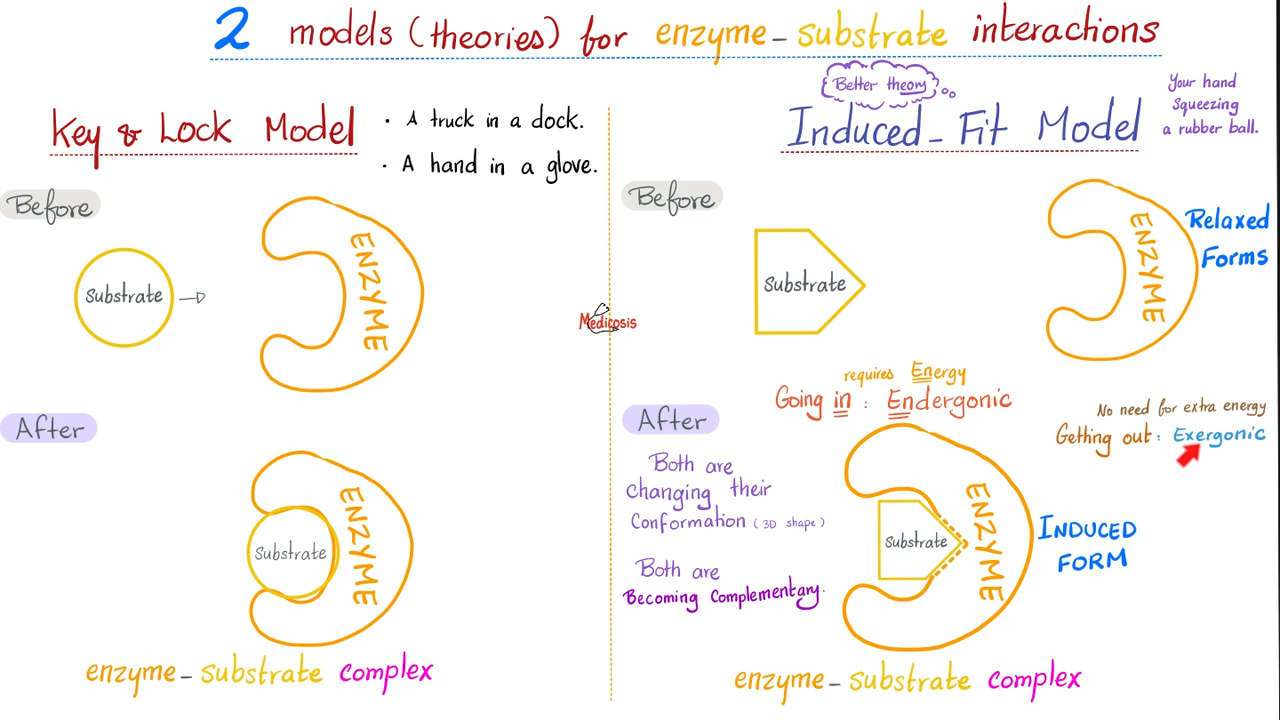 2 models (theories) for enzyme-substrate interactions
Key & Lock Model
• A truck in a dock.
• A hand in a glove.
Before
Substrate
ENZYME
After
Substrate
ENZYME
enzyme-substrate complex
Medicosis
Better theory
Induced-Fit Model
Your hand
squeezing
a rubber ball.
Before
Substrate
ENZYME
Relaxed
Forms
After
requires Energy
Going in: Endergonic
No need for extra energy
Getting out: Exergonic
Both are
changing their
Conformation (3D shape)
Both are
Becoming Complementary.
Substrate
ENZYME
INDUCED
FORM
enzyme-substrate complex